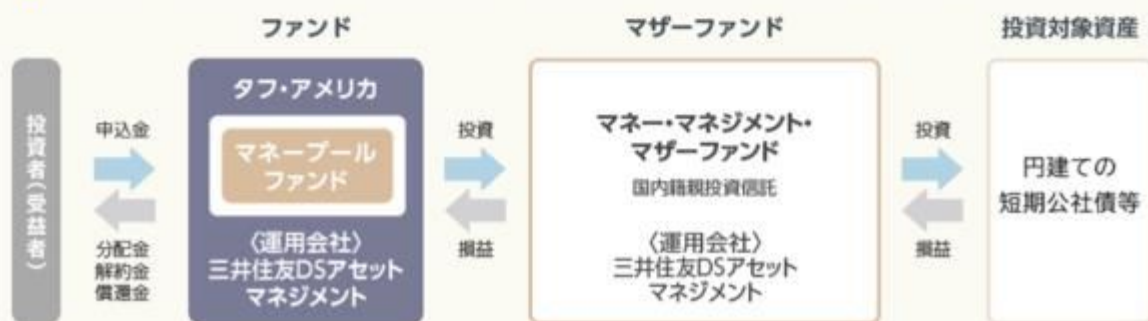 ファンド
マザーファンド
投資対象資産
投資者(受益者)
申込金
分配金
解約金
償還金
タフ・アメリカ
マネープール
ファンド
〈運用会社〉
三井住友DSアセット
マネジメント
投資
損益
マネー・マネジメント・
マザーファンド
国内籍親投資信託
〈運用会社〉
三井住友DSアセット
マネジメント
投資
損益
円建ての
短期公社債等